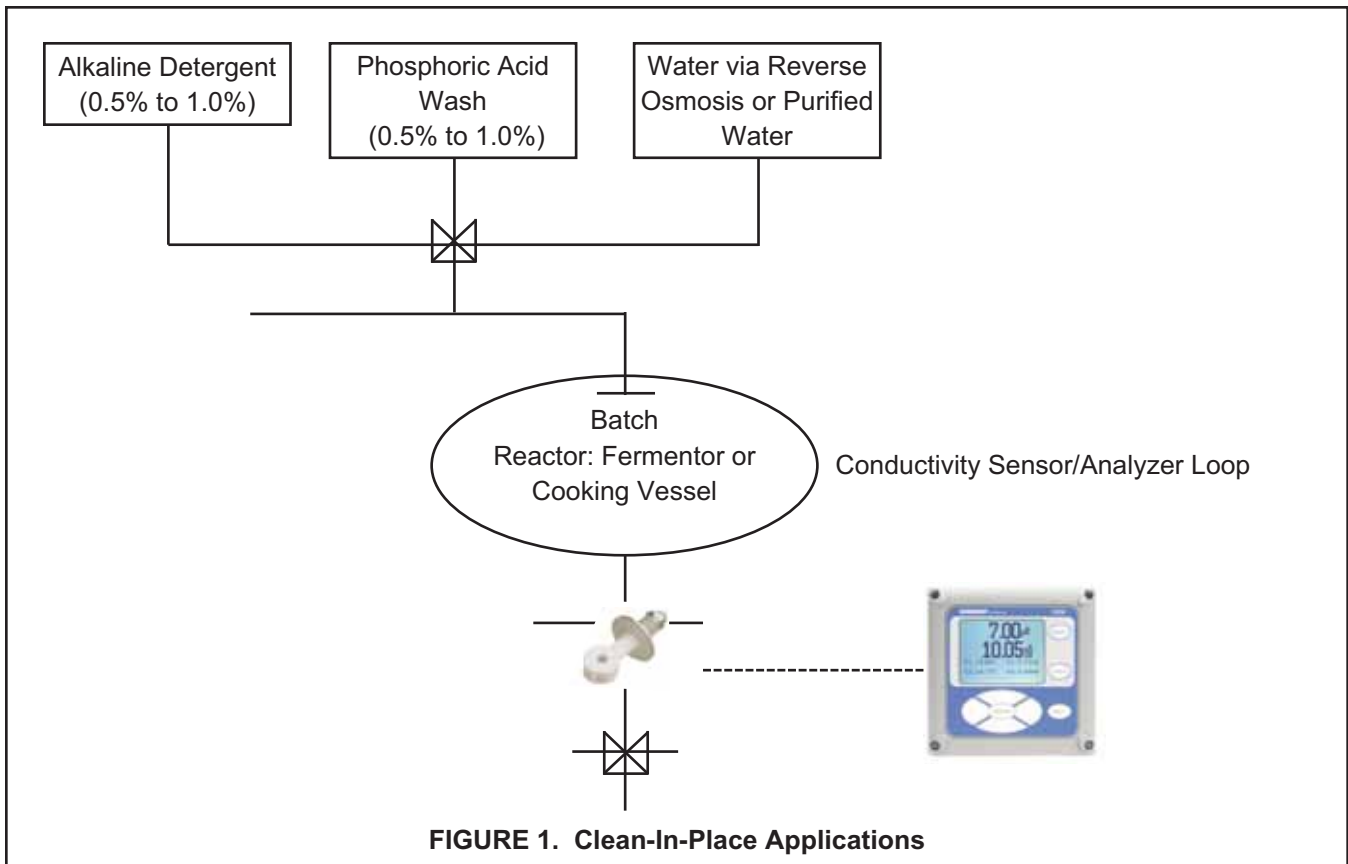 Alkaline Detergent
(0.5% to 1.0%)
Phosphoric Acid
Wash
(0.5% to 1.0%)
Water via Reverse
Osmosis or Purified
Water
Batch
Reactor: Fermentor or
Cooking Vessel
Conductivity Sensor/Analyzer Loop
7.00
10.05
FIGURE 1. Clean-In-Place Applications